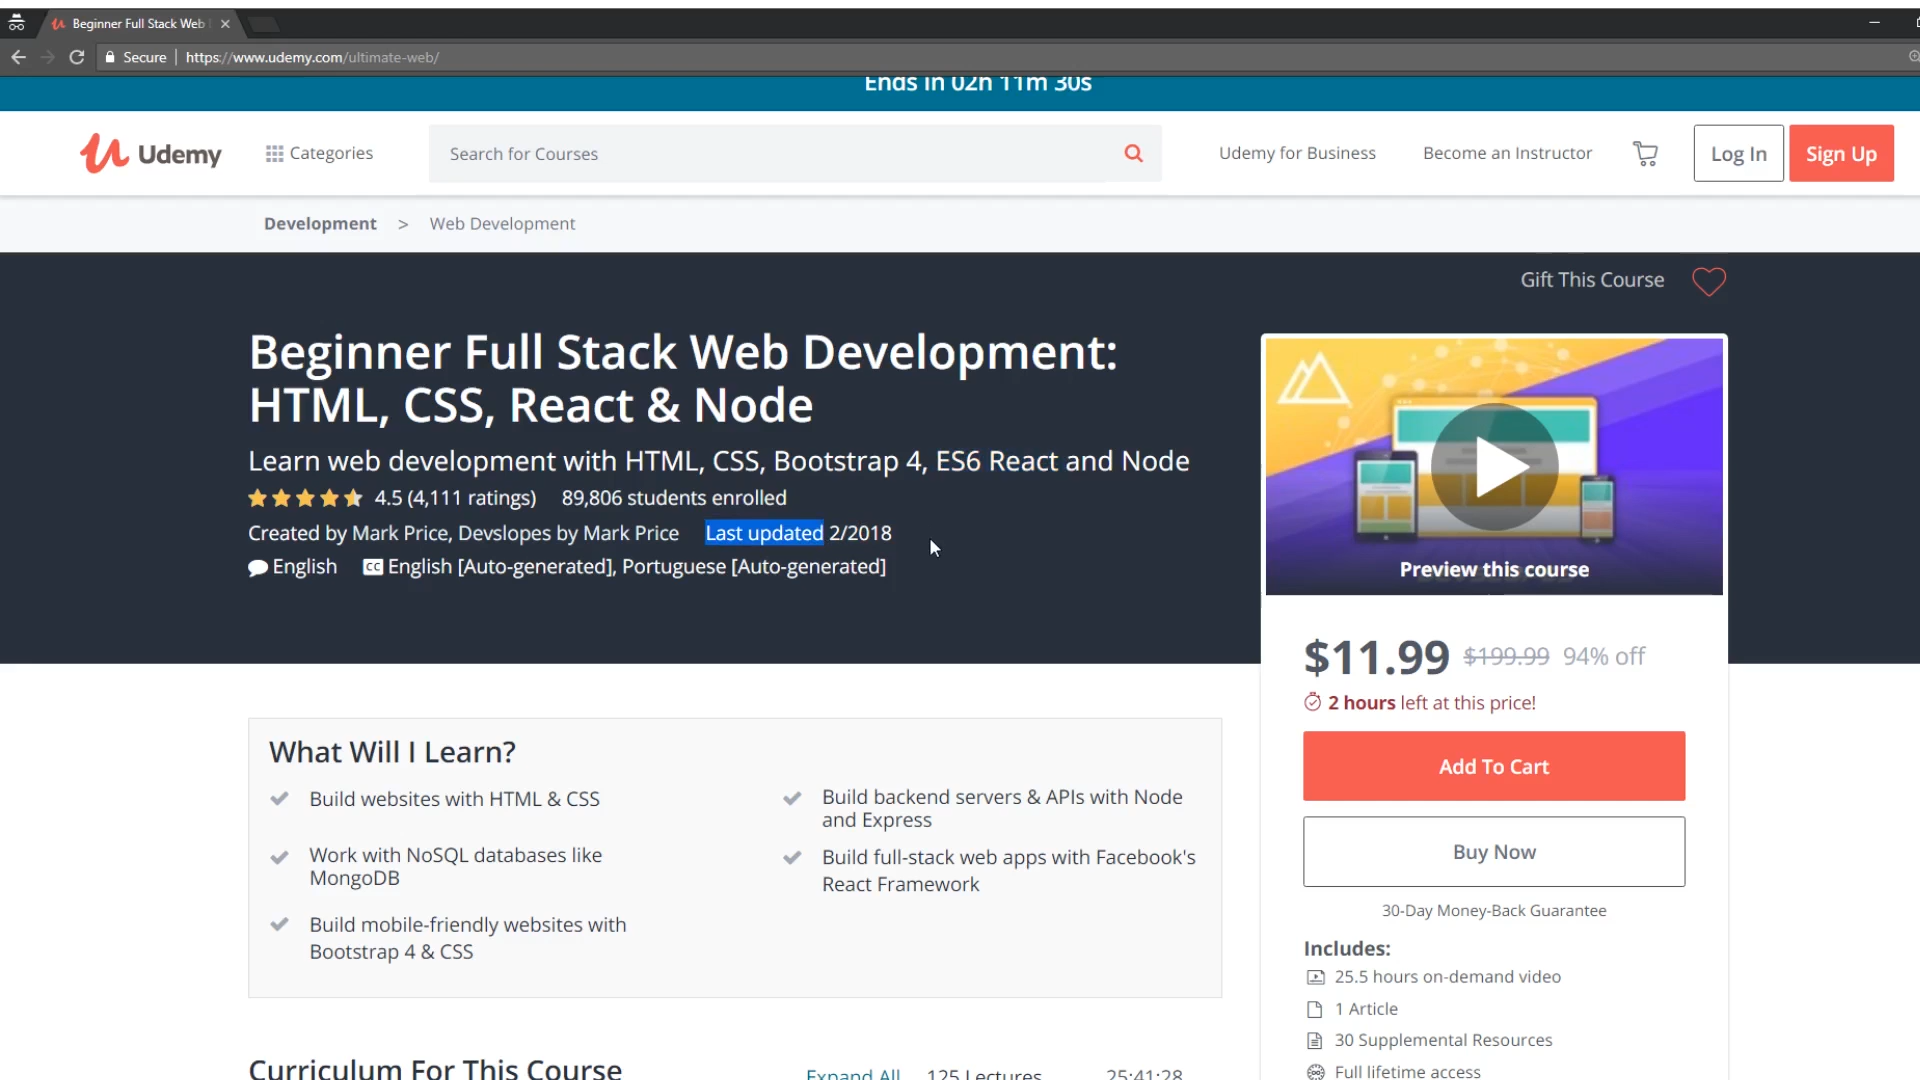 Beginner Full Stack Web
Secure | https://www.udemy.com/ultimate-web/
Ends in 02h 11m 30s
Udemy
Categories
Search for Courses
Udemy for Business
Become an Instructor
Log In
Sign Up
Development > Web Development
Gift This Course
Beginner Full Stack Web Development:
HTML, CSS, React & Node
Learn web development with HTML, CSS, Bootstrap 4, ES6 React and Node
4.5 (4,111 ratings) 89,806 students enrolled
Created by Mark Price, Devslopes by Mark Price Last updated 2/2018
English CC English [Auto-generated], Portuguese [Auto-generated]
Preview this course
$11.99 $199.99 94% off
2 hours left at this price!
Add To Cart
Buy Now
30-Day Money-Back Guarantee
Includes:
25.5 hours on-demand video
1 Article
30 Supplemental Resources
Full lifetime access
What Will I Learn?
Build websites with HTML & CSS
Work with NoSQL databases like
MongoDB
Build mobile-friendly websites with
Bootstrap 4 & CSS
Build backend servers & APIs with Node
and Express
Build full-stack web apps with Facebook's
React Framework
Curriculum For This Course
Expand All 125 Lectures 25:41:28